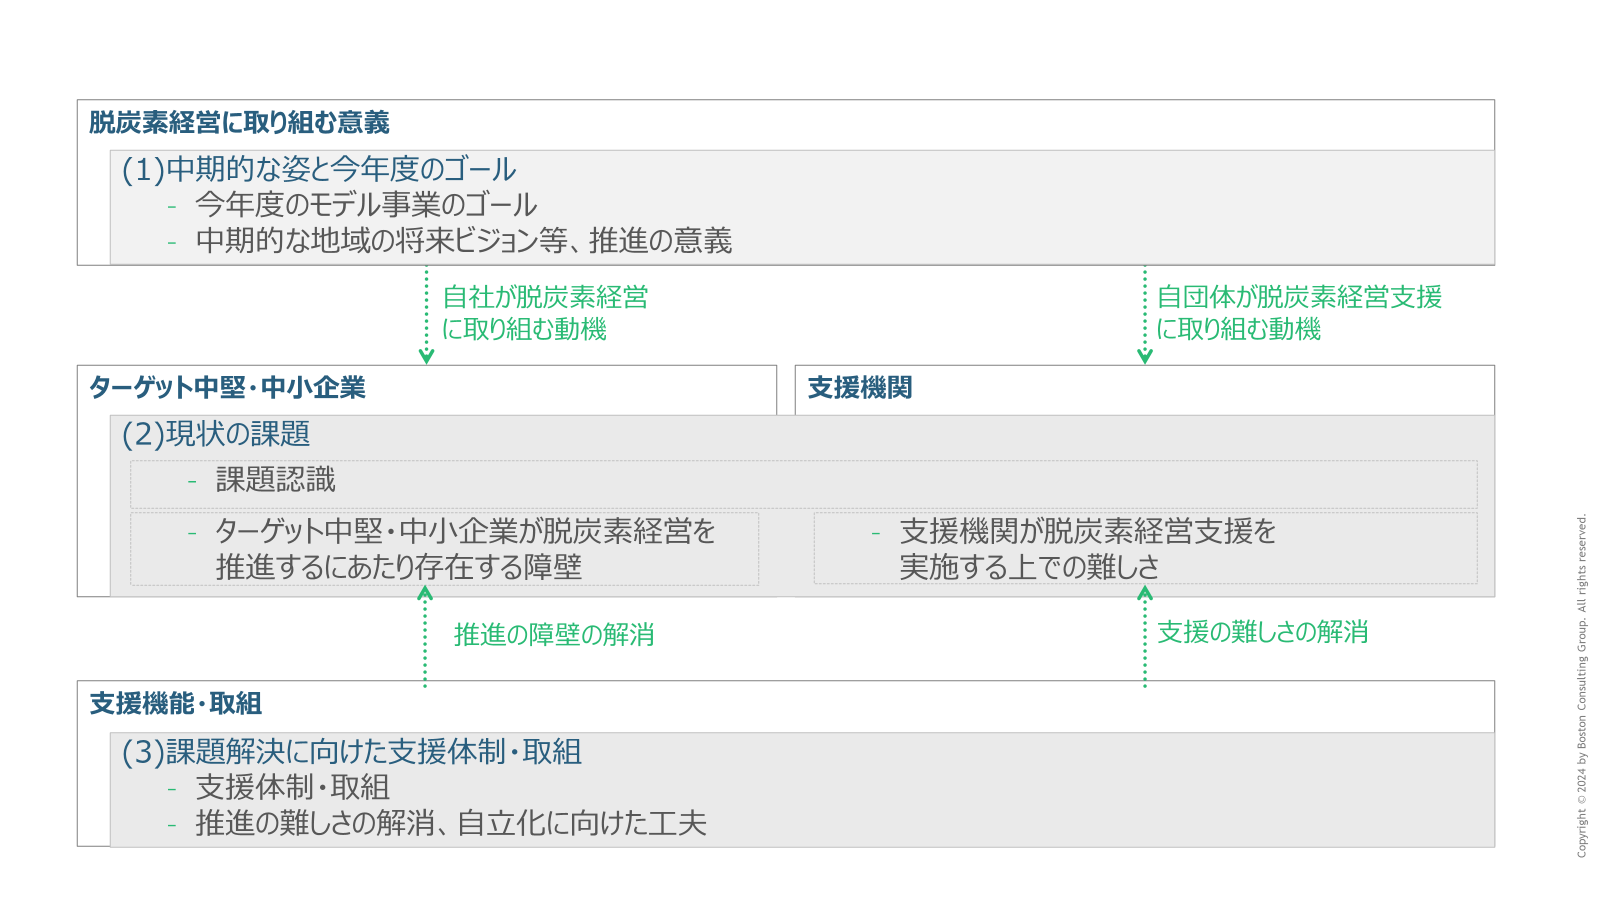 脱炭素経営に取り組む意義
(1)中期的な姿と今年度のゴール
- 今年度のモデル事業のゴール
- 中期的な地域の将来ビジョン等、推進の意義
自社が脱炭素経営
に取り組む動機
自団体が脱炭素経営支援
に取り組む動機
ターゲット中堅・中小企業
支援機関
(2)現状の課題
- 課題認識
- ターゲット中堅・中小企業が脱炭素経営を
推進するにあたり存在する障壁
- 支援機関が脱炭素経営支援を
実施する上での難しさ
推進の障壁の解消
支援の難しさの解消
支援機能・取組
(3)課題解決に向けた支援体制・取組
- 支援体制・取組
- 推進の難しさの解消、自立化に向けた工夫
Copyright © 2024 by Boston Consulting Group. All rights reserved.